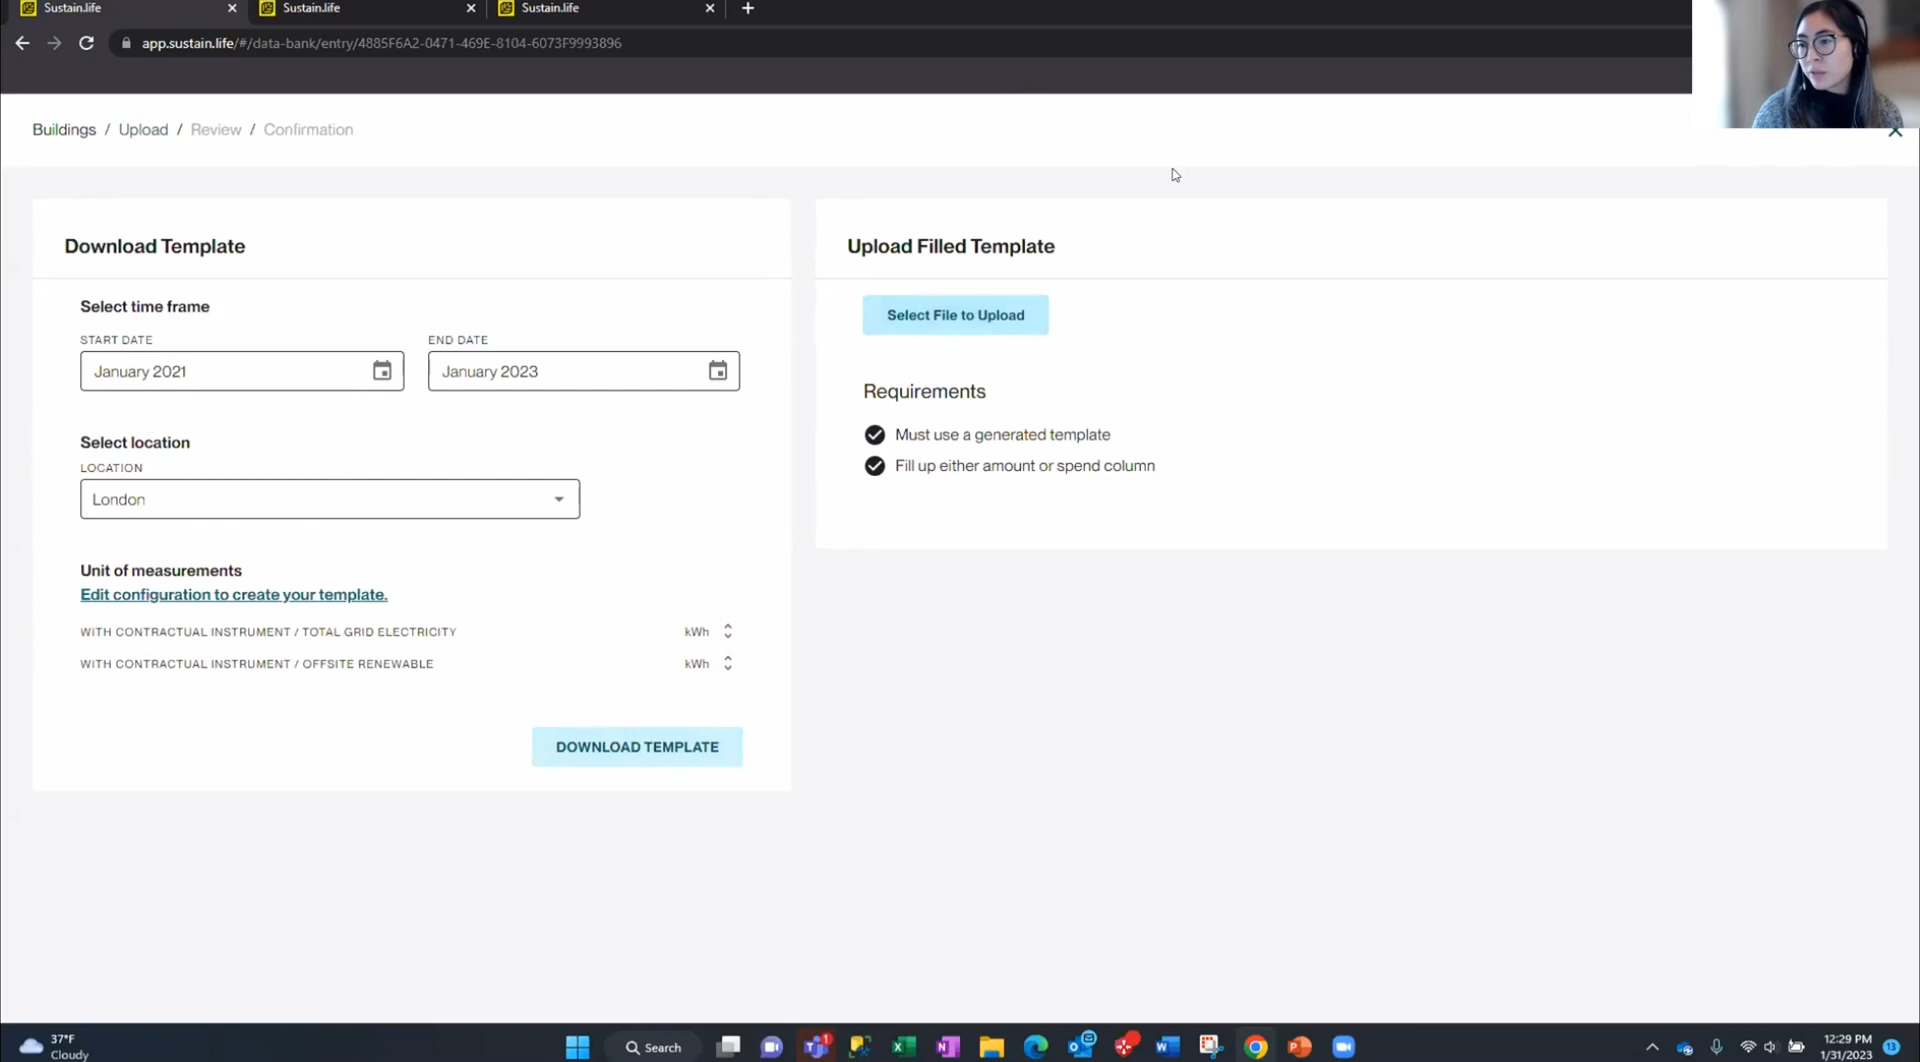 Sustain.life
Sustain.life
Sustain.life
app.sustain.life/#/data-bank/entry/4885F6A2-0471-469E-8104-6073F9993896
Buildings / Upload / Review / Confirmation
Download Template
Select time frame
START DATE
END DATE
January 2021
January 2023
Select location
LOCATION
London
Unit of measurements
Edit configuration to create your template.
WITH CONTRACTUAL INSTRUMENT / TOTAL GRID ELECTRICITY kWh
WITH CONTRACTUAL INSTRUMENT / OFFSITE RENEWABLE kWh
DOWNLOAD TEMPLATE
Upload Filled Template
Select File to Upload
Requirements
Must use a generated template
Fill up either amount or spend column
37°F
Cloudy
Search
12:29 PM
1/31/2023
13